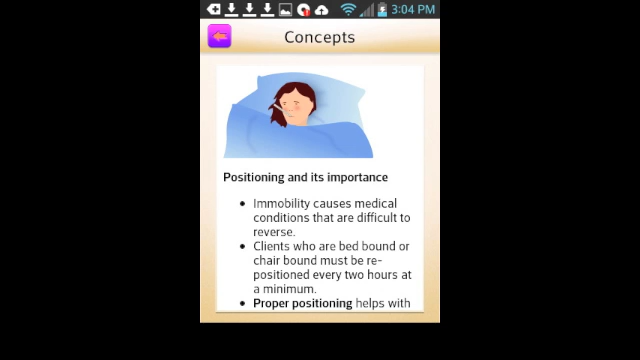 3:04 PM
Concepts
Positioning and its importance
• Immobility causes medical
conditions that are difficult to
reverse.
• Clients who are bed bound or
chair bound must be re-
positioned every two hours at
a minimum.
• Proper positioning helps with